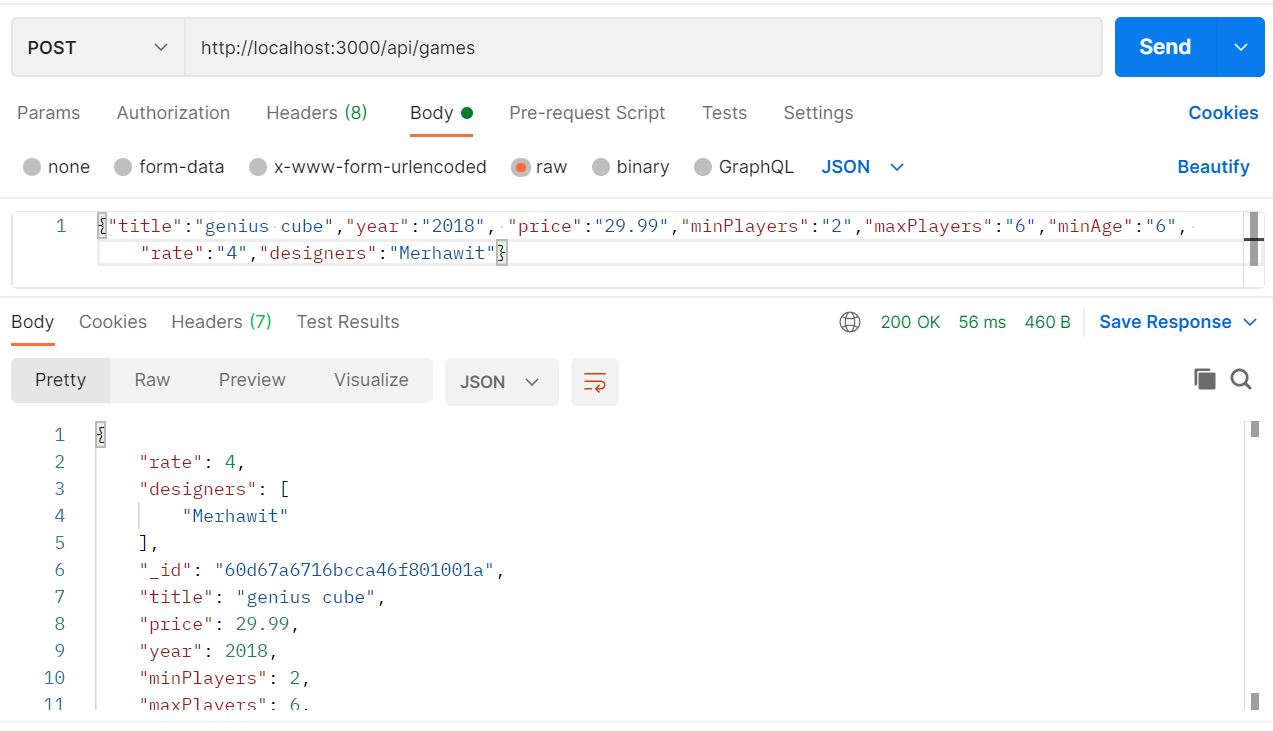 POST http://localhost:3000/api/games Send
Params Authorization Headers (8) Body Pre-request Script Tests Settings Cookies
none form-data x-www-form-urlencoded raw binary GraphQL JSON Beautify
1 {"title":"genius cube","year":"2018", "price":"29.99","minPlayers":"2","maxPlayers":"6","minAge":"6",
"rate":"4","designers":"Merhawit"}
Body Cookies Headers (7) Test Results 200 OK 56 ms 460 B Save Response
Pretty Raw Preview Visualize JSON
1 {
2 "rate": 4,
3 "designers": [
4 "Merhawit"
5 ],
6 "_id": "60d67a6716bcca46f801001a",
7 "title": "genius cube",
8 "price": 29.99,
9 "year": 2018,
10 "minPlayers": 2,
11 "maxPlayers": 6,